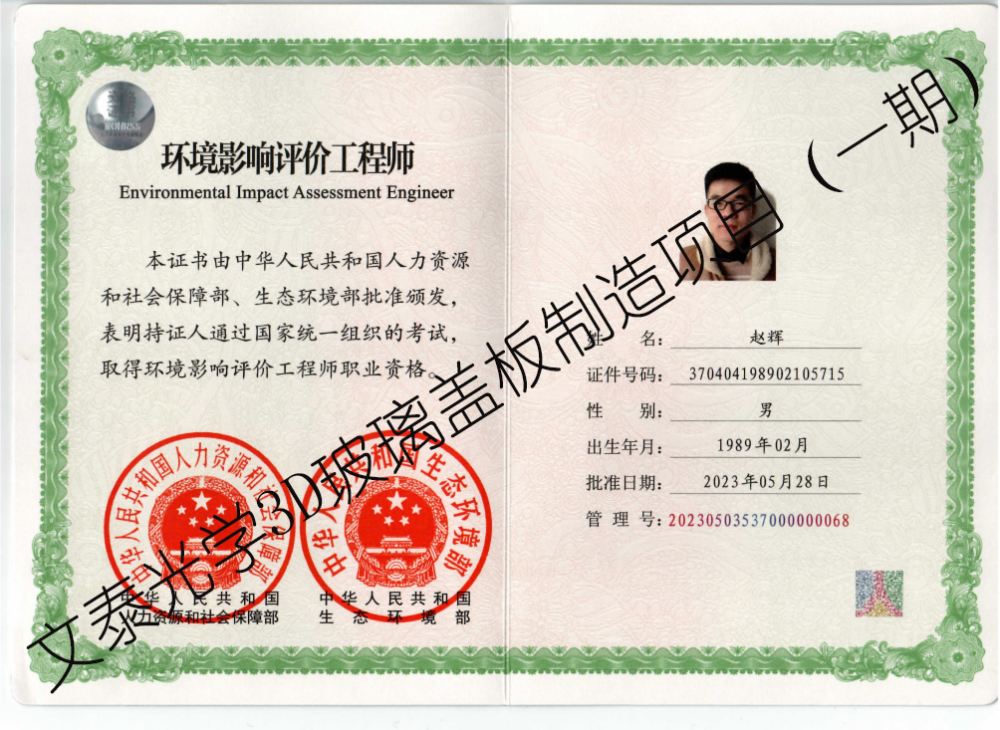 环境影响评价工程师
Environmental Impact Assessment Engineer
本证书由中华人民共和国人力资源
和社会保障部、生态环境部批准颁发，
表明持证人通过国家统一组织的考试，
取得环境影响评价工程师职业资格。
中华人民共和国人力资源和社会保障部
中华人民共和国生态环境部
中华人民共和国
人力资源和社会保障部
中华人民共和国
生态环境部
姓名：赵辉
证件号码：370404198902105715
性别：男
出生年月：1989年02月
批准日期：2023年05月28日
管理号：20230503537000000068
文泰光学3D玻璃盖板制造项目（一期）